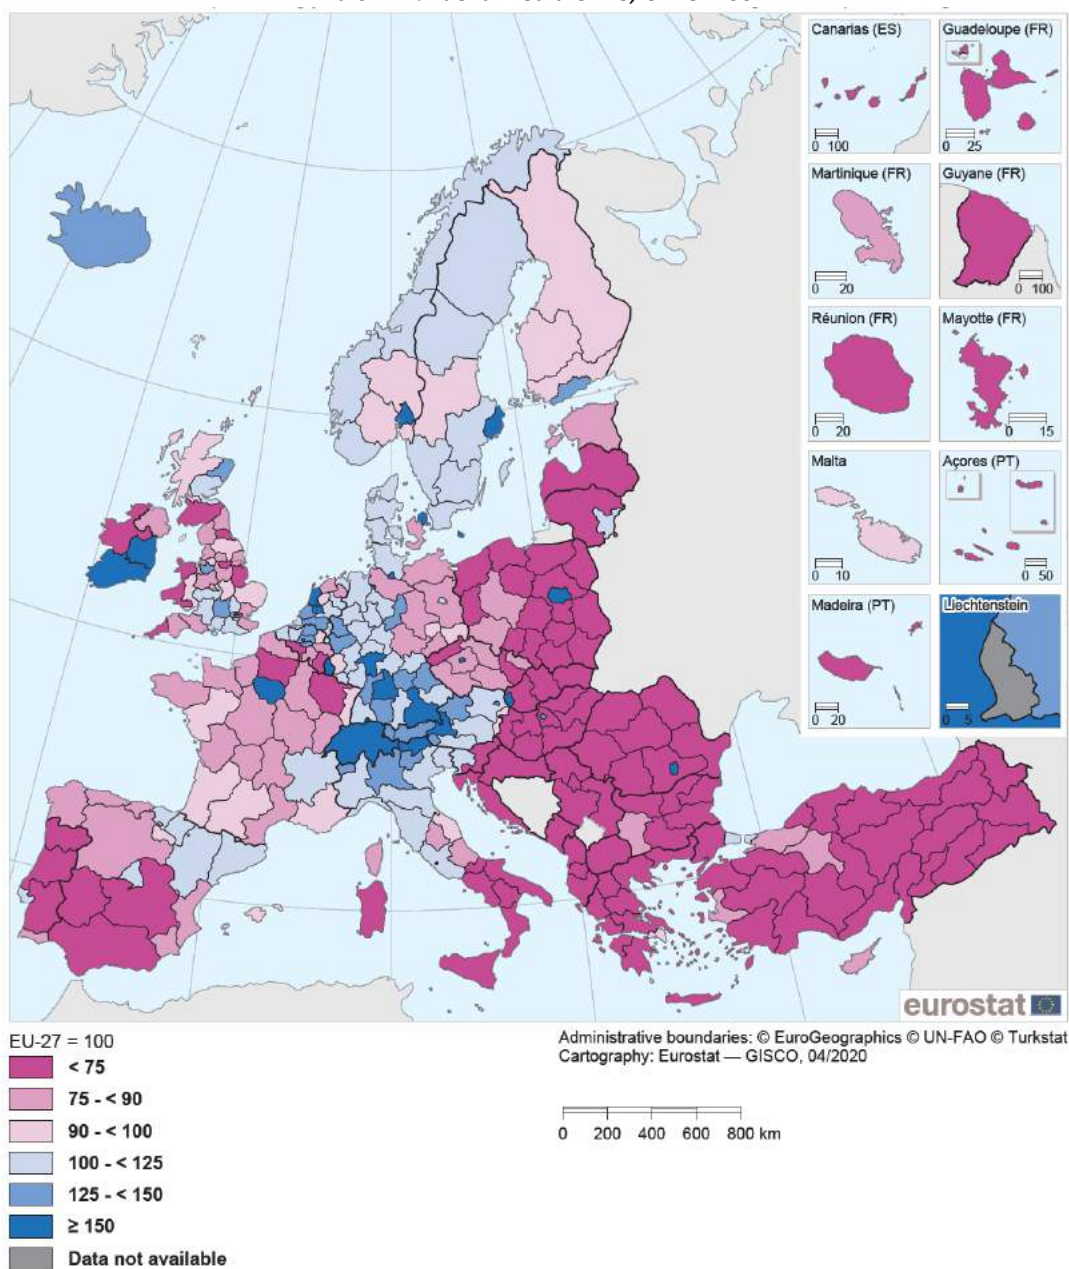 Canarias (ES)
0 100
Guadeloupe (FR)
0 25
Martinique (FR)
0 20
Guyane (FR)
0 100
Réunion (FR)
0 20
Mayotte (FR)
0 15
Malta
0 10
Açores (PT)
0 50
Madeira (PT)
0 20
Liechtenstein
0 5
eurostat
EU-27 = 100
< 75
75 - < 90
90 - < 100
100 - < 125
125 - < 150
≥ 150
Data not available
Administrative boundaries: © EuroGeographics © UN-FAO © Turkstat
Cartography: Eurostat — GISCO, 04/2020
0 200 400 600 800 km